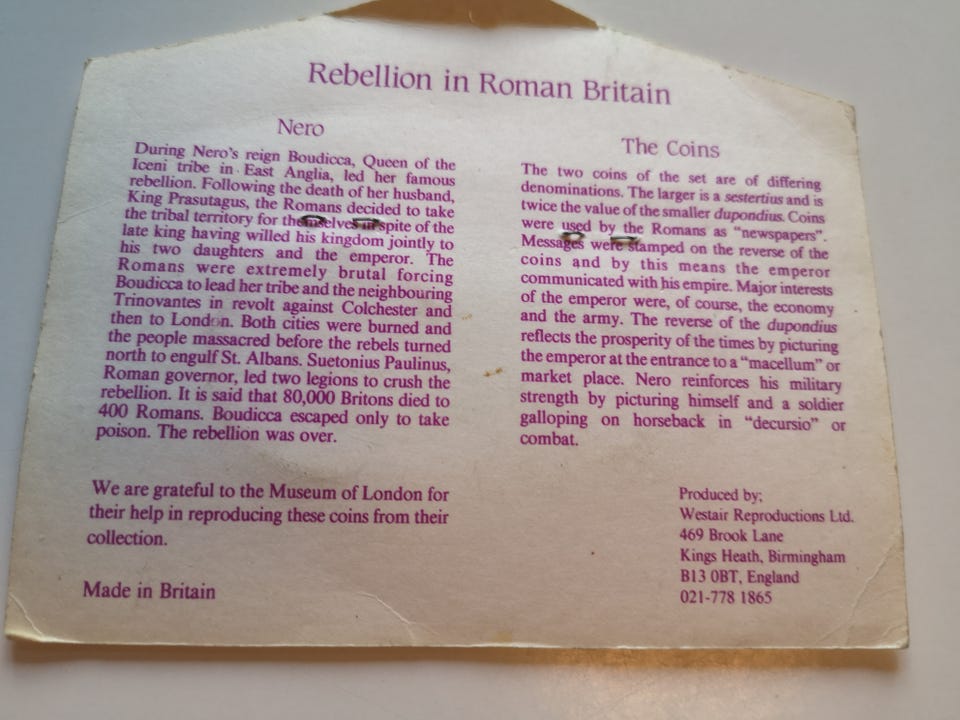 Rebellion in Roman Britain
Nero
During Nero's reign Boudicca, Queen of the
Iceni tribe in East Anglia, led her famous
rebellion. Following the death of her husband,
King Prasutagus, the Romans decided to take
the tribal territory for themselves in spite of the
late king having willed his kingdom jointly to
his two daughters and the emperor. The
Romans were extremely brutal forcing
Boudicca to lead her tribe and the neighbouring
Trinovantes in revolt against Colchester and
then to London. Both cities were burned and
the people massacred before the rebels turned
north to engulf St. Albans. Suetonius Paulinus,
Roman governor, led two legions to crush the
rebellion. It is said that 80,000 Britons died to
400 Romans. Boudicca escaped only to take
poison. The rebellion was over.
We are grateful to the Museum of London for
their help in reproducing these coins from their
collection.
Made in Britain
The Coins
The two coins of the set are of differing
denominations. The larger is a sestertius and is
twice the value of the smaller dupondius. Coins
were used by the Romans as "newspapers".
Messages were stamped on the reverse of the
coins and by this means the emperor
communicated with his empire. Major interests
of the emperor were, of course, the economy
and the army. The reverse of the dupondius
reflects the prosperity of the times by picturing
the emperor at the entrance to a "macellum" or
market place. Nero reinforces his military
strength by picturing himself and a soldier
galloping on horseback in "decursio" or
combat.
Produced by;
Westair Reproductions Ltd.
469 Brook Lane
Kings Heath, Birmingham
B13 0BT, England
021-778 1865